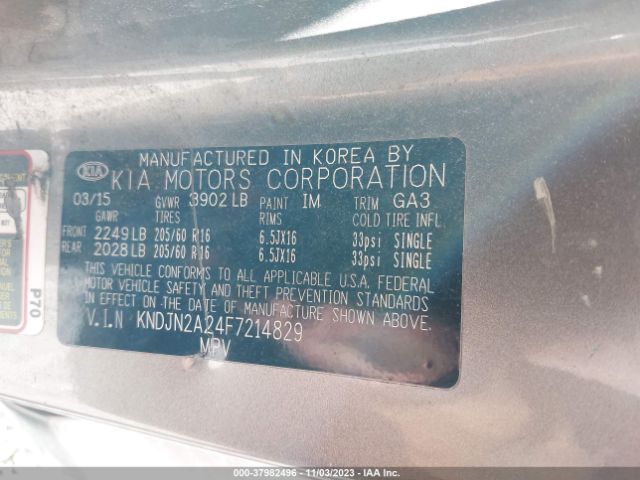 MANUFACTURED IN KOREA BY
KIA KIA MOTORS CORPORATION
03/15 GVWR 3902 LB PAINT IM TRIM GA3
GAWR TIRES RIMS COLD TIRE INFL.
FRONT 2249 LB 205/60 R16 6.5JX16 33psi SINGLE
REAR 2028 LB 205/60 R16 6.5JX16 33psi SINGLE
THIS VEHICLE CONFORMS TO ALL APPLICABLE U.S.A. FEDERAL
MOTOR VEHICLE SAFETY AND THEFT PREVENTION STANDARDS
IN EFFECT ON THE DATE OF MANUFACTURE SHOWN ABOVE.
V.I.N KNDJN2A24F7214829
MPV
P70
000-37982496 - 11/03/2023 - IAAI.COM